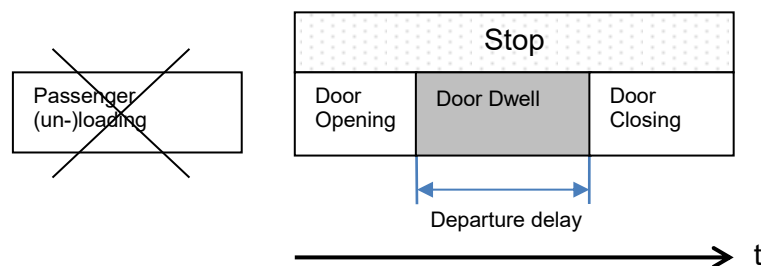 Stop
Passenger
(un-)loading
Door
Opening
Door Dwell
Door
Closing
Departure delay
t